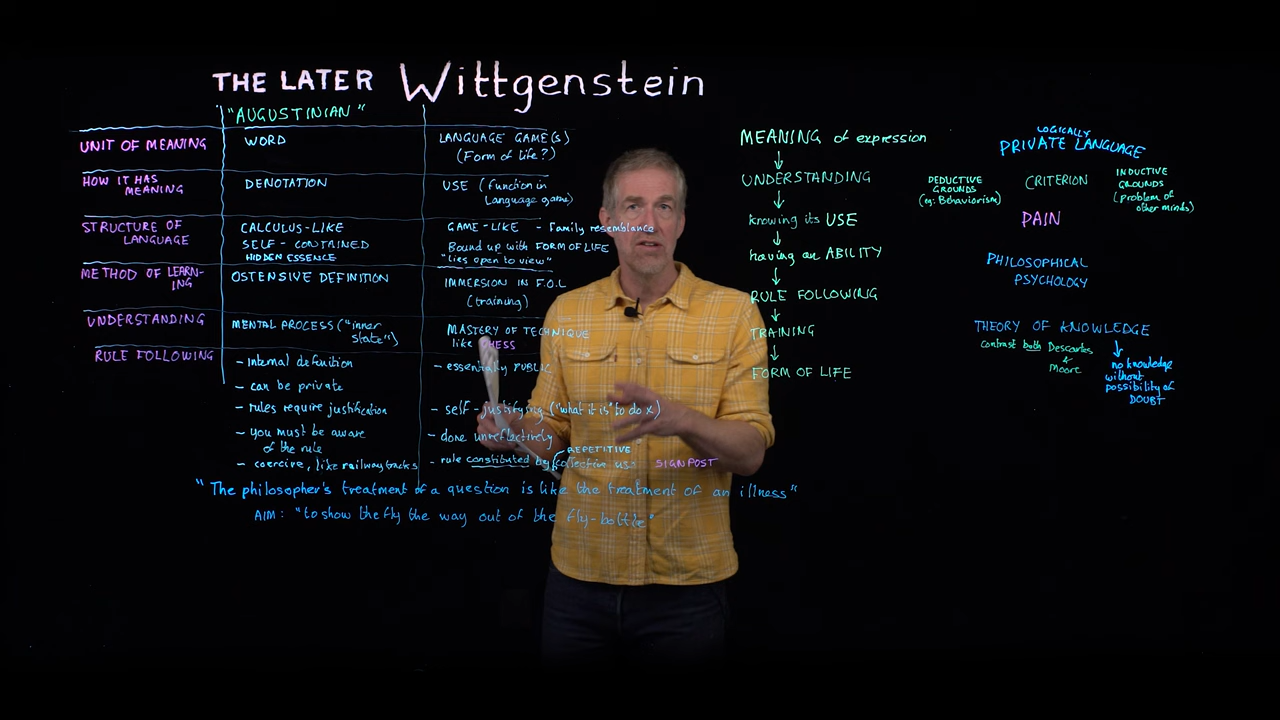 THE LATER Wittgenstein
"AUGUSTINIAN"
UNIT OF MEANING
WORD
LANGUAGE GAME(S)
(Form of life?)
HOW IT HAS
MEANING
DENOTATION
USE (function in
Language game)
STRUCTURE OF
LANGUAGE
CALCULUS-LIKE
SELF-CONTAINED
HIDDEN ESSENCE
GAME-LIKE - Family resemblance
Bound up with FORM OF LIFE
"lies open to view"
METHOD OF LEARN-
ING
OSTENSIVE DEFINITION
IMMERSION IN F.O.L
(training)
UNDERSTANDING
MENTAL PROCESS ("inner
state")
MASTERY OF TECHNIQUE
like CHESS
RULE FOLLOWING
- Internal definition
- can be private
- rules require justification
- you must be aware
of the rule
- coercive, like railway tracks
- essentially PUBLIC
- self-justifying ("what it is" to do x)
- done unreflectively
REPETITIVE
- rule constituted by collective use
SIGNPOST
"The philosopher's treatment of a question is like the treatment of an illness"
AIM: "to show the fly the way out of the fly-bottle"
MEANING of expression
↓
UNDERSTANDING
↓
knowing its USE
↓
having an ABILITY
↓
RULE FOLLOWING
↓
TRAINING
↓
FORM OF LIFE
LOGICALLY
PRIVATE LANGUAGE
DEDUCTIVE
GROUNDS
(eg: Behaviorism)
CRITERION
INDUCTIVE
GROUNDS
(problem of
other minds)
PAIN
PHILOSOPHICAL
PSYCHOLOGY
THEORY OF KNOWLEDGE
contrast both Descartes
&
Moore
↓
no knowledge
without
possibility of
DOUBT